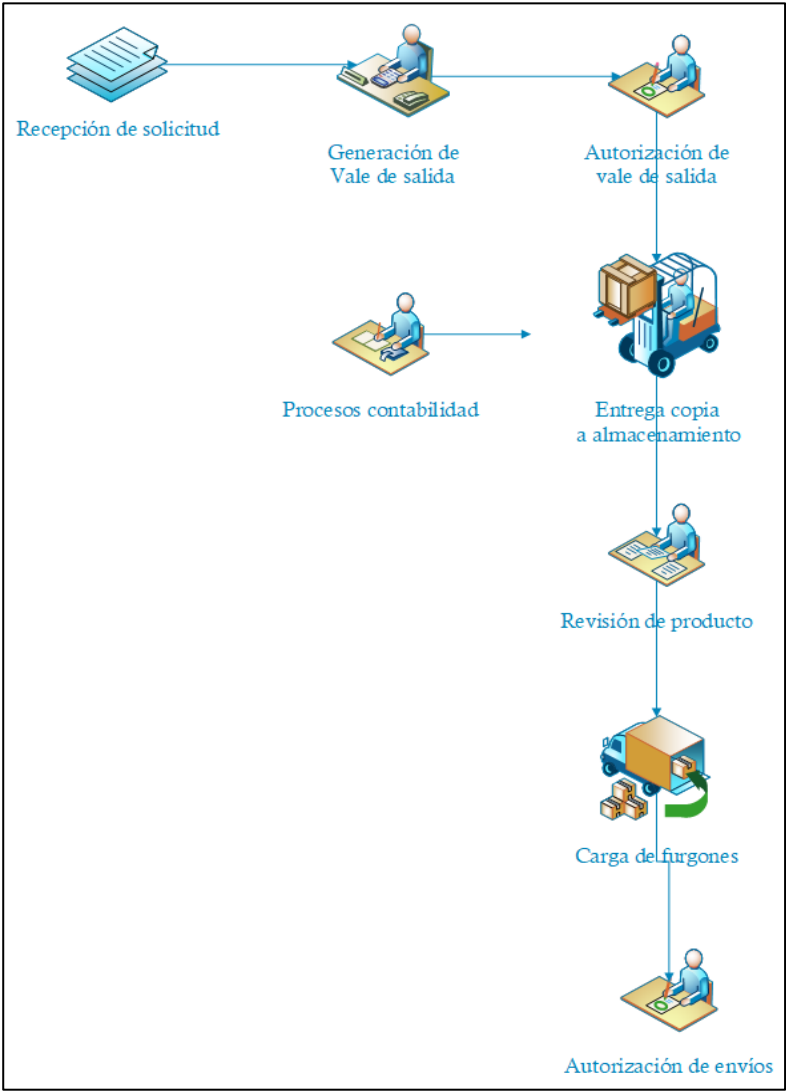 Recepción de solicitud
Generación de
Vale de salida
Autorización de
vale de salida
Procesos contabilidad
Entrega copia
a almacenamiento
Revisión de producto
Carga de furgones
Autorización de envíos